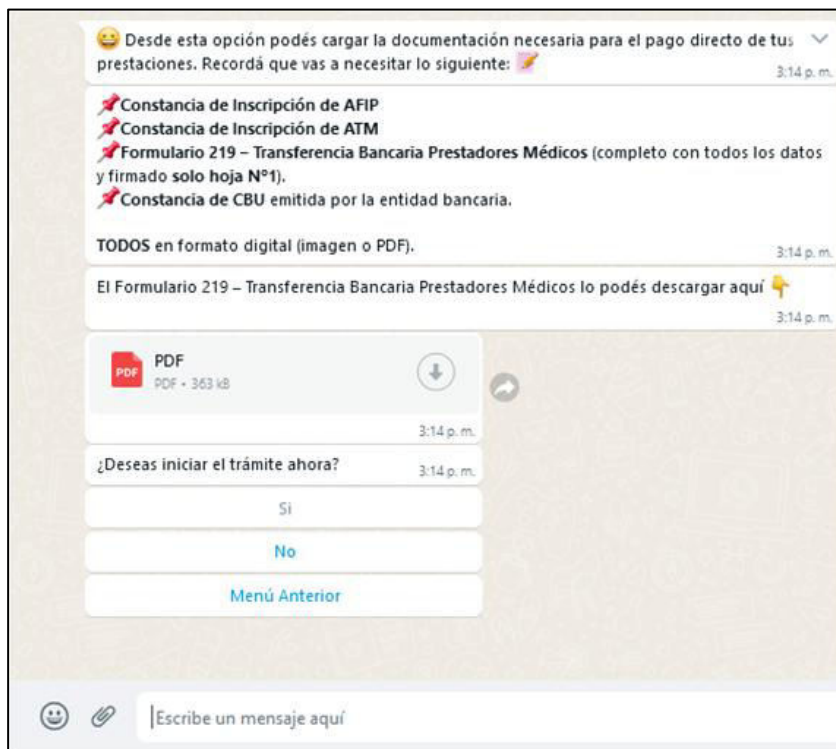 😀 Desde esta opción podés cargar la documentación necesaria para el pago directo de tus
prestaciones. Recordá que vas a necesitar lo siguiente: 📝
3:14 p. m.
📌Constancia de Inscripción de AFIP
📌Constancia de Inscripción de ATM
📌Formulario 219 – Transferencia Bancaria Prestadores Médicos (completo con todos los datos
y firmado solo hoja N°1).
📌Constancia de CBU emitida por la entidad bancaria.
TODOS en formato digital (imagen o PDF).
3:14 p. m.
El Formulario 219 – Transferencia Bancaria Prestadores Médicos lo podés descargar aquí 👇
3:14 p. m.
PDF
PDF
PDF • 363 kB
3:14 p. m.
¿Deseas iniciar el trámite ahora?
3:14 p. m.
Si
No
Menú Anterior
Escribe un mensaje aquí